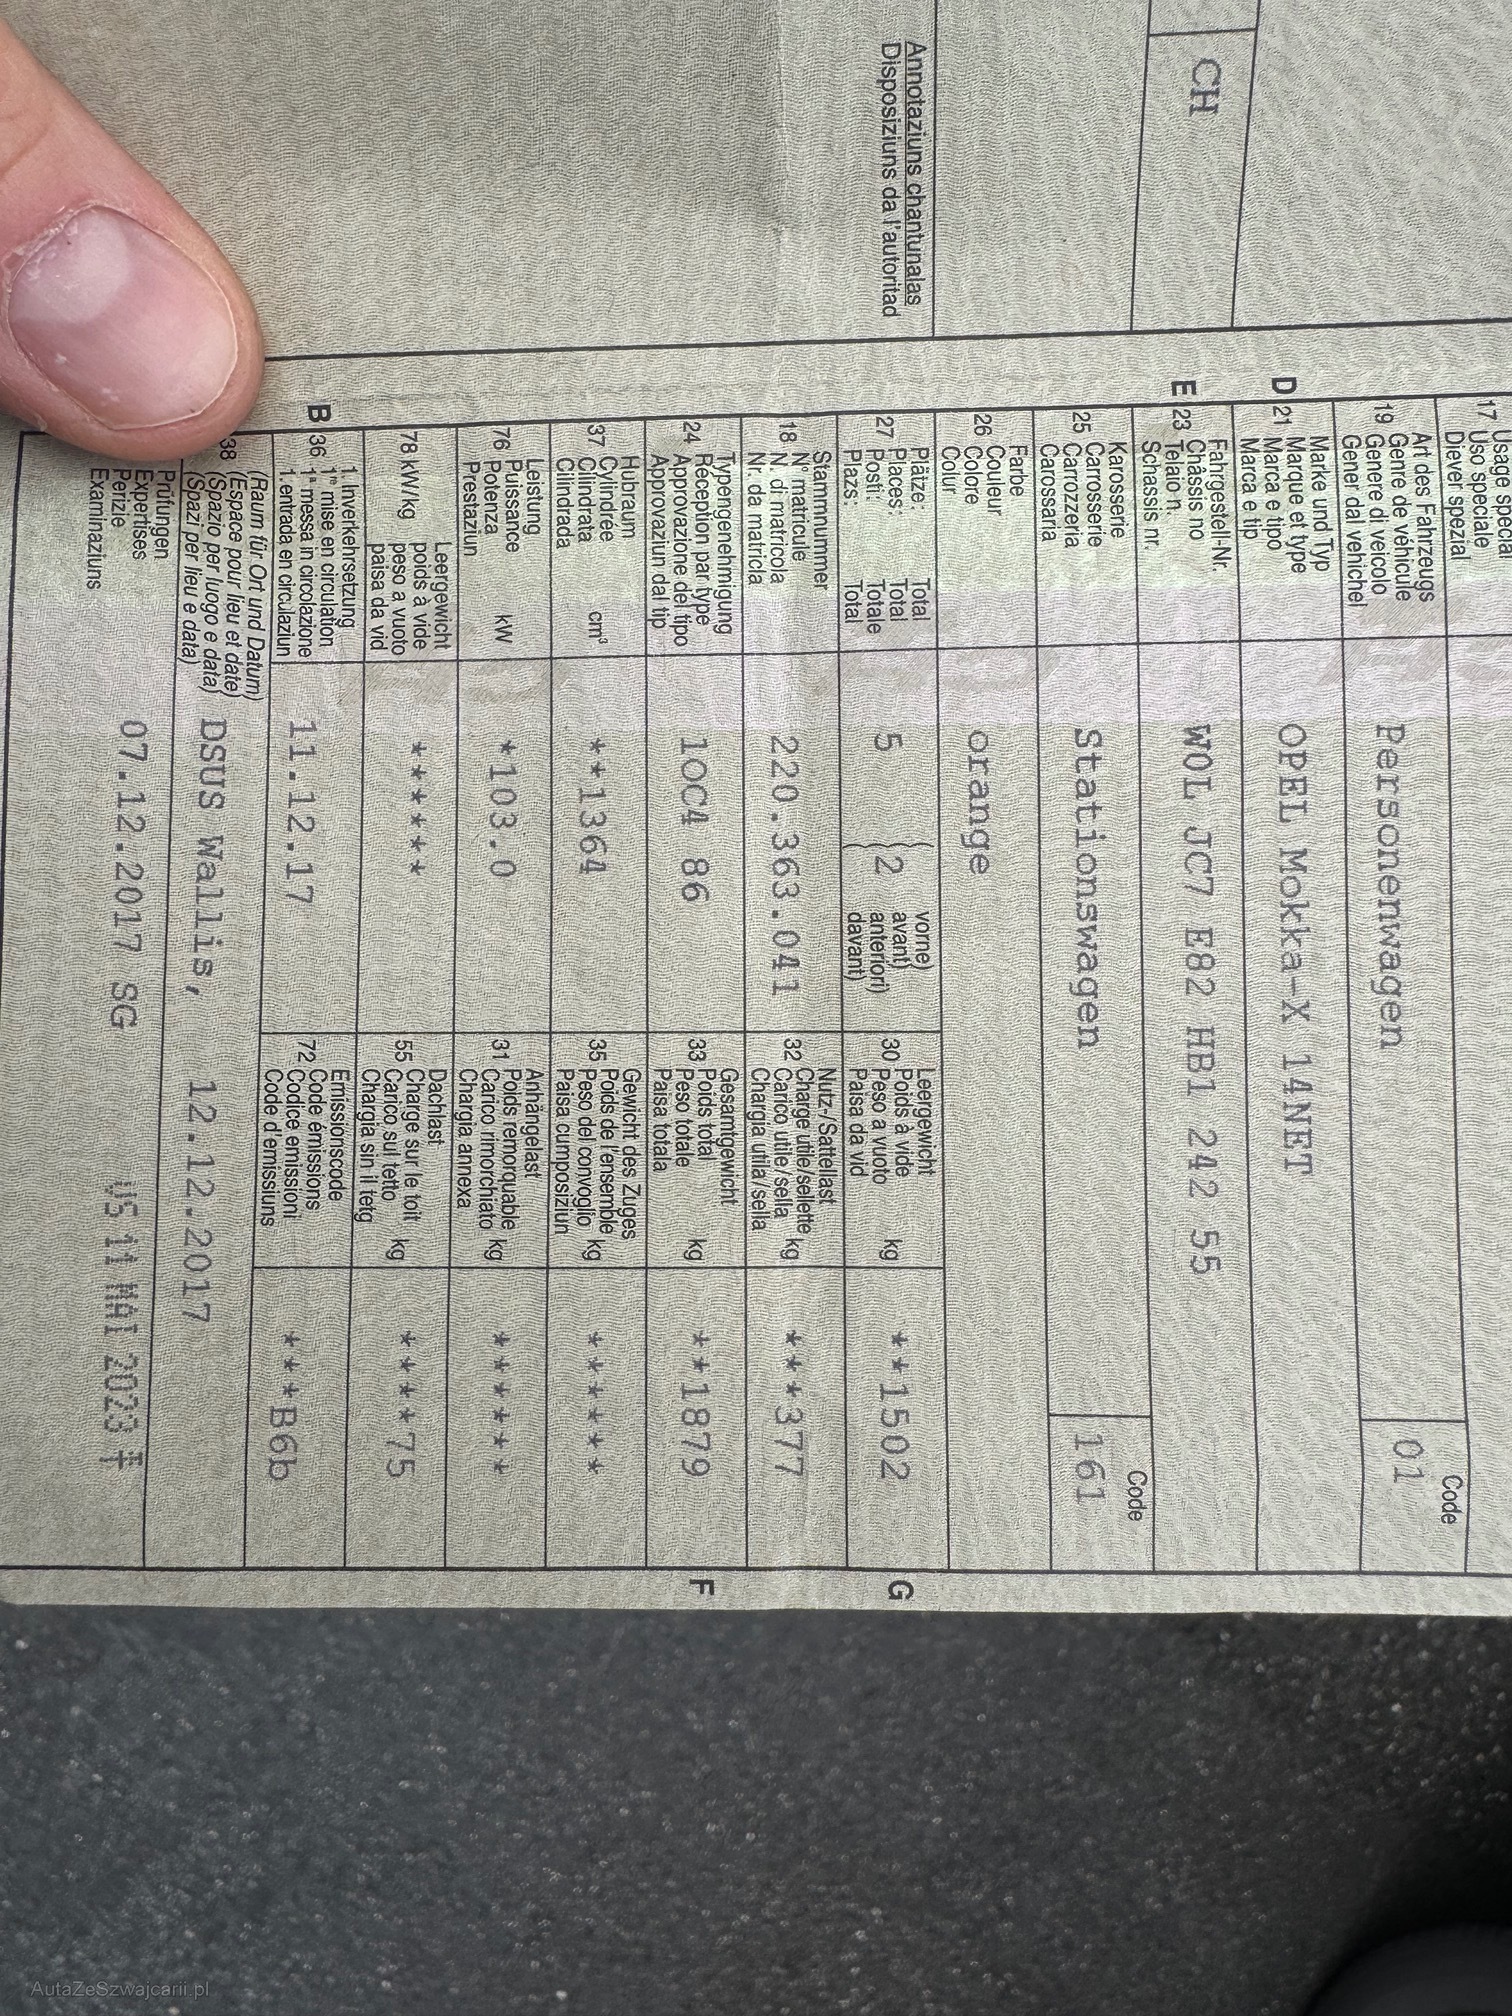 CH
Annotaziuns chantunalas
Disposiziuns da l'autoritad
17 Usage spécial
Uso speciale
Diever spezial
Art des Fahrzeugs
19 Genre de véhicule
Genere di veicolo
Gener dal vehichel
Personenwagen
Code
01
D
Marke und Typ
21 Marque et type
Marca e tipo
Marca e tip
OPEL Mokka-X 14NET
E
Fahrgestell-Nr.
23 Châssis no
Telaio n.
Schassis nr.
W0L JC7 E82 HB1 242 55
Karosserie
25 Carrosserie
Carrozzeria
Carossaria
Stationswagen
Code
161
Farbe
26 Couleur
Colore
Colur
orange
Plätze: Total
27 Places: Total
Posti: Totale
Plazs: Total
5 (2 vorne)
avant)
anteriori)
davant)
Leergewicht
30 Poids à vide
Peso a vuoto kg
Paisa da vid
**1502
G
Stammnummer
18 N° matricule
N. di matricola
Nr. da matricla
220.363.041
Nutz-/Sattellast
32 Charge utile/sellette
Carico utile/sella kg
Chargia utila/sella
***377
Typengenehmigung
24 Réception par type
Approvazione del tipo
Approvaziun dal tip
1OC4 86
Gesamtgewicht
33 Poids total
Peso totale kg
Paisa totala
**1879
F
Hubraum
37 Cylindrée
Cilindrata cm³
Cilindrada
**1364
Gewicht des Zuges
35 Poids de l'ensemble
Peso del convoglio kg
Paisa cumposiziun
******
Leistung
76 Puissance
Potenza kW
Prestaziun
*103.0
Anhängelast
31 Poids remorquable
Carico rimorchiato kg
Chargia annexa
******
Leergewicht
78 kW/kg poids à vide
peso a vuoto
paisa da vid
******
Dachlast
55 Charge sur le toit
Carico sul tetto kg
Chargia sin il tetg
****75
B
1. Inverkehrsetzung
36 1re mise en circulation
1a messa in circolazione
1. entrada en circulaziun
11.12.17
Emissionscode
72 Code émissions
Codice emissioni
Code d'emissiuns
***B6b
(Raum für Ort und Datum)
38 (Espace pour lieu et date)
(Spazio per luogo e data)
(Spazi per lieu e data)
DSUS Wallis, 12.12.2017
Prüfungen
Expertises
Perizie
Examinaziuns
07.12.2017 SG
US 11 MAI 2023
AutaZeSzwajcarii.pl